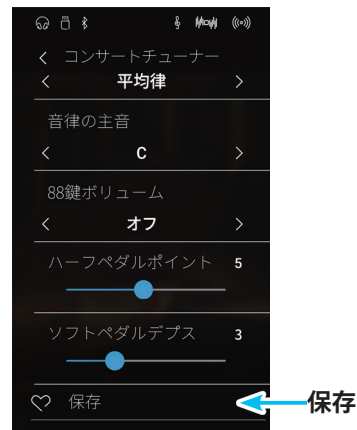 コンサートチューナー
平均律
音律の主音
C
88鍵ボリューム
オフ
ハーフペダルポイント 5
ソフトペダルデプス 3
保存
保存